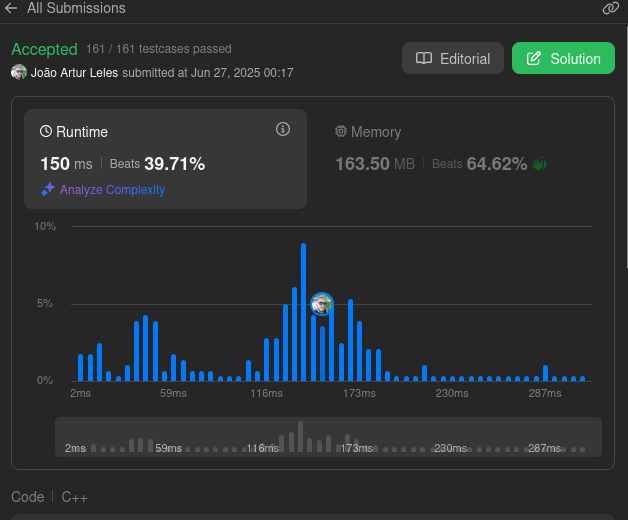 All Submissions
Accepted 161 / 161 testcases passed
João Artur Leles submitted at Jun 27, 2025 00:17
Editorial
Solution
Runtime
150 ms Beats 39.71%
Analyze Complexity
Memory
163.50 MB Beats 64.62%
10%
5%
0%
2ms 59ms 116ms 173ms 230ms 287ms
2ms 59ms 116ms 173ms 230ms 287ms
Code C++